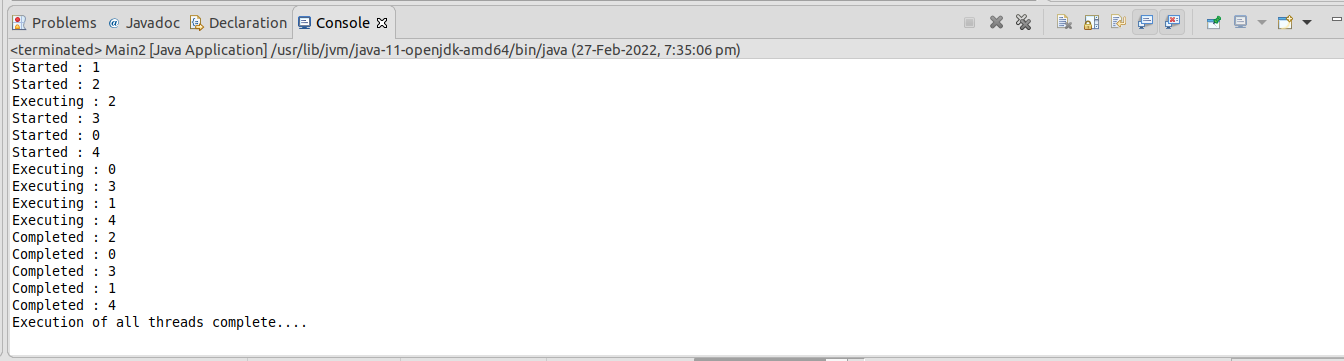 Problems @ Javadoc Declaration Console
<terminated> Main2 [Java Application] /usr/lib/jvm/java-11-openjdk-amd64/bin/java (27-Feb-2022, 7:35:06 pm)
Started : 1
Started : 2
Executing : 2
Started : 3
Started : 0
Started : 4
Executing : 0
Executing : 3
Executing : 1
Executing : 4
Completed : 2
Completed : 0
Completed : 3
Completed : 1
Completed : 4
Execution of all threads complete....